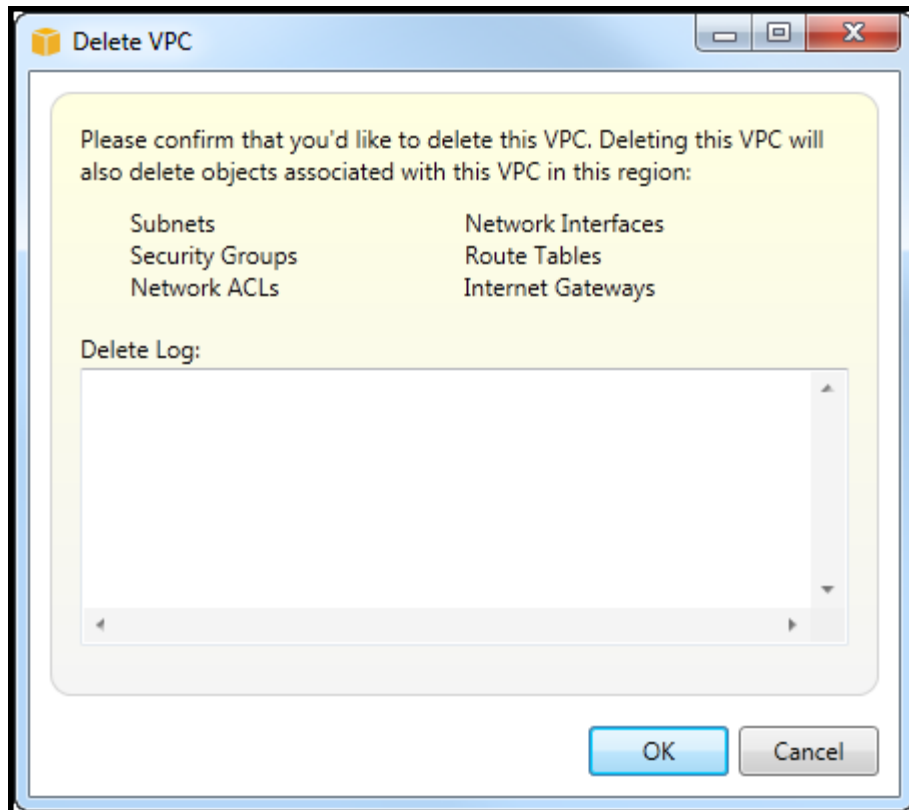 Delete VPC
Please confirm that you'd like to delete this VPC. Deleting this VPC will
also delete objects associated with this VPC in this region:
Subnets Network Interfaces
Security Groups Route Tables
Network ACLs Internet Gateways
Delete Log:
OK Cancel